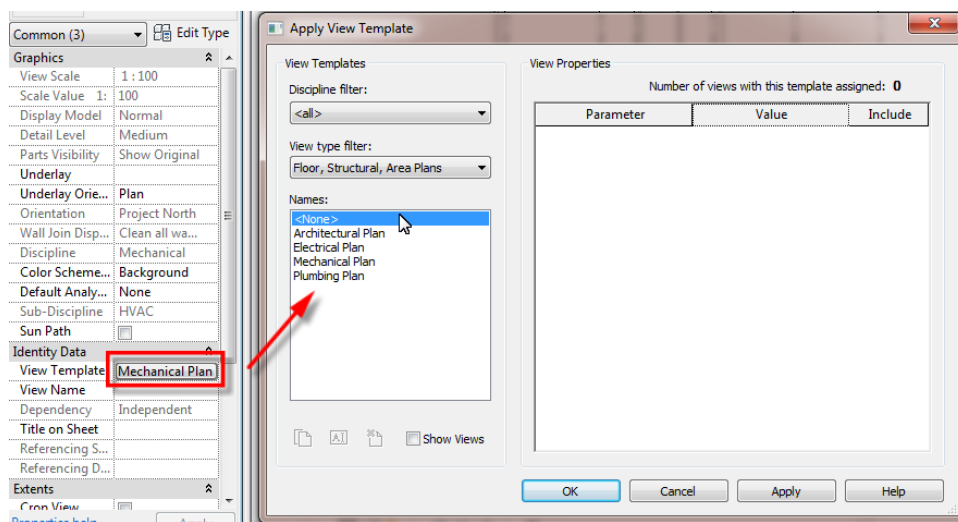 Common (3) Edit Type
Graphics
View Scale 1 : 100
Scale Value 1: 100
Display Model Normal
Detail Level Medium
Parts Visibility Show Original
Underlay
Underlay Orie... Plan
Orientation Project North
Wall Join Disp... Clean all wa...
Discipline Mechanical
Color Scheme... Background
Default Analy... None
Sub-Discipline HVAC
Sun Path
Identity Data
View Template Mechanical Plan
View Name
Dependency Independent
Title on Sheet
Referencing S...
Referencing D...
Extents
Crop View
Properties help Apply
Apply View Template
View Templates
Discipline filter:
<all>
View type filter:
Floor, Structural, Area Plans
Names:
<None>
Architectural Plan
Electrical Plan
Mechanical Plan
Plumbing Plan
Show Views
View Properties
Number of views with this template assigned: 0
Parameter Value Include
OK Cancel Apply Help